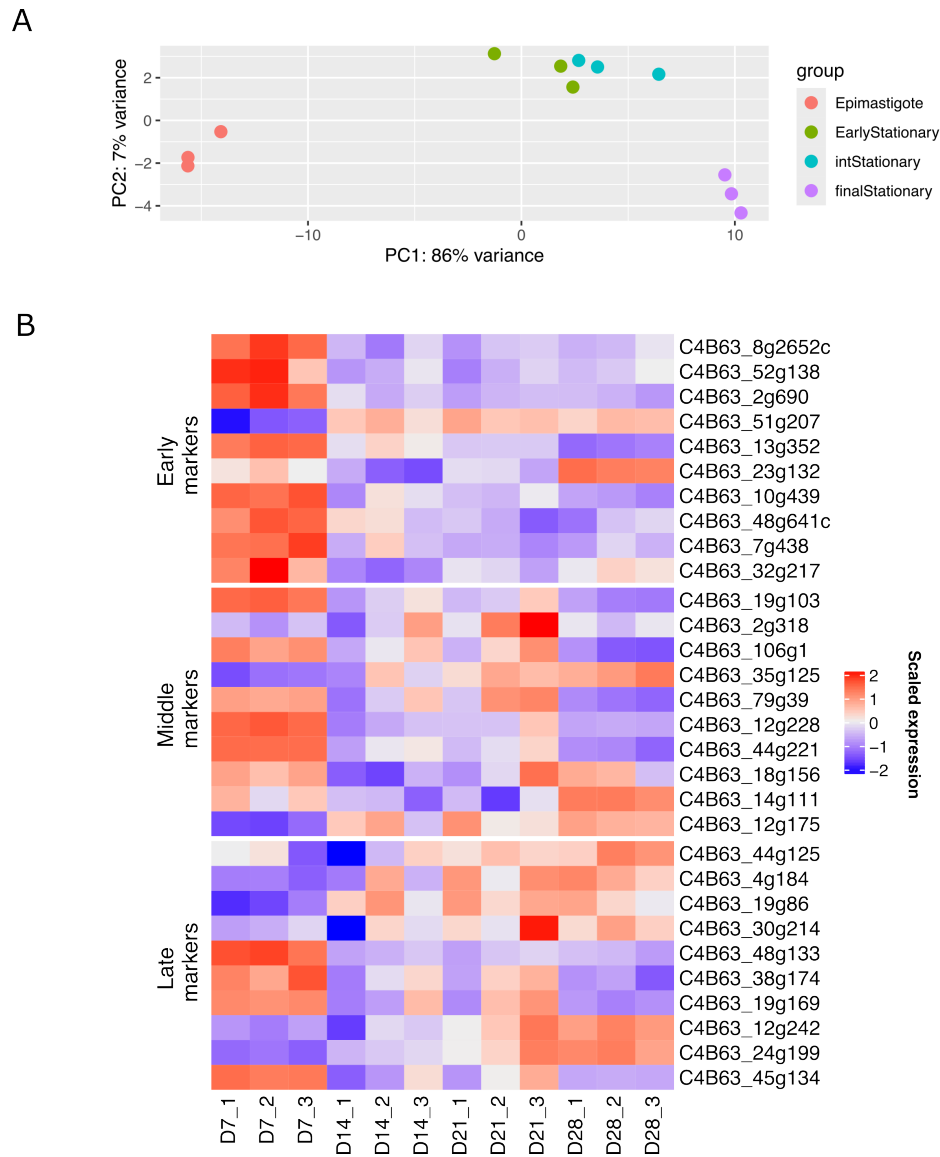 A
PC2: 7% variance
2
0
−2
−4
−10
0
10
PC1: 86% variance
group
Epimastigote
EarlyStationary
intStationary
finalStationary
B
Early
markers
C4B63_8g2652c
C4B63_52g138
C4B63_2g690
C4B63_51g207
C4B63_13g352
C4B63_23g132
C4B63_10g439
C4B63_48g641c
C4B63_7g438
C4B63_32g217
Middle
markers
C4B63_19g103
C4B63_2g318
C4B63_106g1
C4B63_35g125
C4B63_79g39
C4B63_12g228
C4B63_44g221
C4B63_18g156
C4B63_14g111
C4B63_12g175
Late
markers
C4B63_44g125
C4B63_4g184
C4B63_19g86
C4B63_30g214
C4B63_48g133
C4B63_38g174
C4B63_19g169
C4B63_12g242
C4B63_24g199
C4B63_45g134
D7_1
D7_2
D7_3
D14_1
D14_2
D14_3
D21_1
D21_2
D21_3
D28_1
D28_2
D28_3
2
1
0
−1
−2
Scaled expression